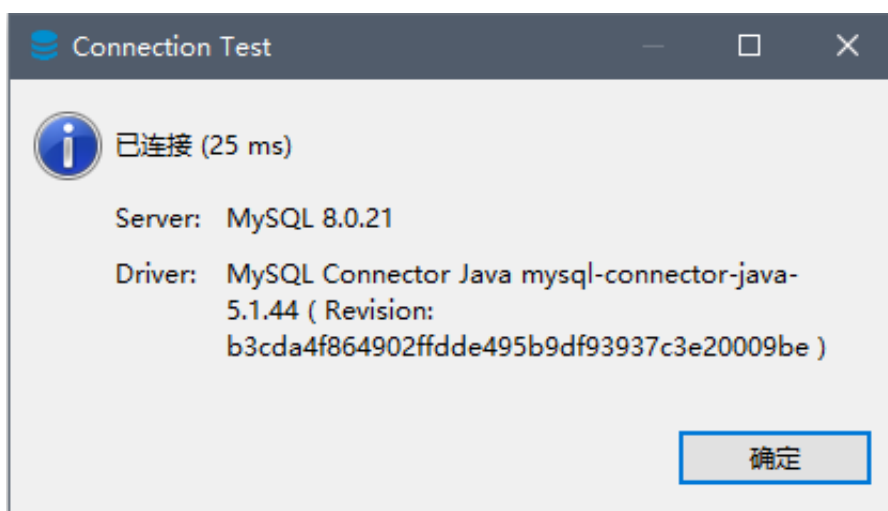 Connection Test
已连接 (25 ms)
Server: MySQL 8.0.21
Driver: MySQL Connector Java mysql-connector-java-
5.1.44 ( Revision:
b3cda4f864902ffdde495b9df93937c3e20009be )
确定